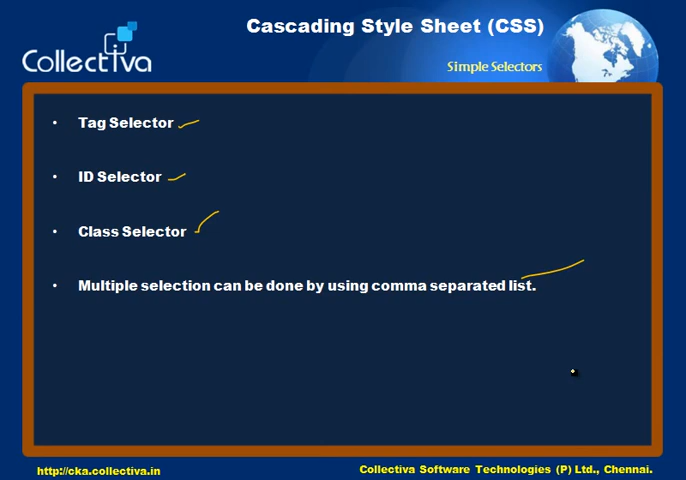 Collectiva
Cascading Style Sheet (CSS)
Simple Selectors
• Tag Selector
• ID Selector
• Class Selector
• Multiple selection can be done by using comma separated list.
http://cka.collectiva.in
Collectiva Software Technologies (P) Ltd., Chennai.